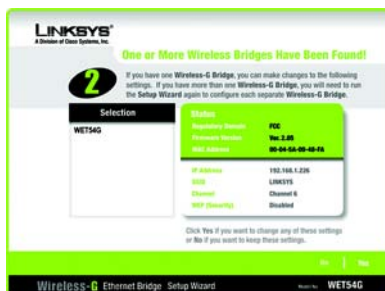 LINKSYS®
A Division of Cisco Systems, Inc.
One or More Wireless Bridges Have Been Found!
2
If you have one Wireless-G Bridge, you can make changes to the following
settings. If you have more than one Wireless-G Bridge, you will need to run
the Setup Wizard again to configure each separate Wireless-G Bridge.
Selection
WET54G
Status
Regulatory Domain FCC
Firmware Version Ver. 2.05
MAC Address
IP Address 192.168.1.226
SSID LINKSYS
Channel Channel 6
WEP (Security) Disabled
Click Yes if you want to change any of these settings
or No if you want to keep these settings.
No Yes
Wireless-G Ethernet Bridge Setup Wizard Model No. WET54G